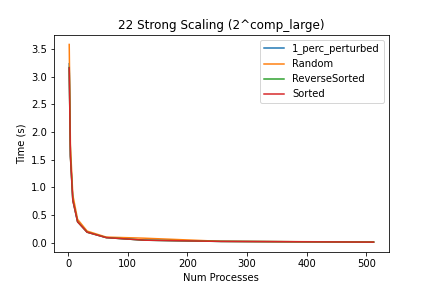 22 Strong Scaling (2^comp_large)
1_perc_perturbed
Random
ReverseSorted
Sorted
Time (s)
3.5
3.0
2.5
2.0
1.5
1.0
0.5
0.0
0 100 200 300 400 500
Num Processes